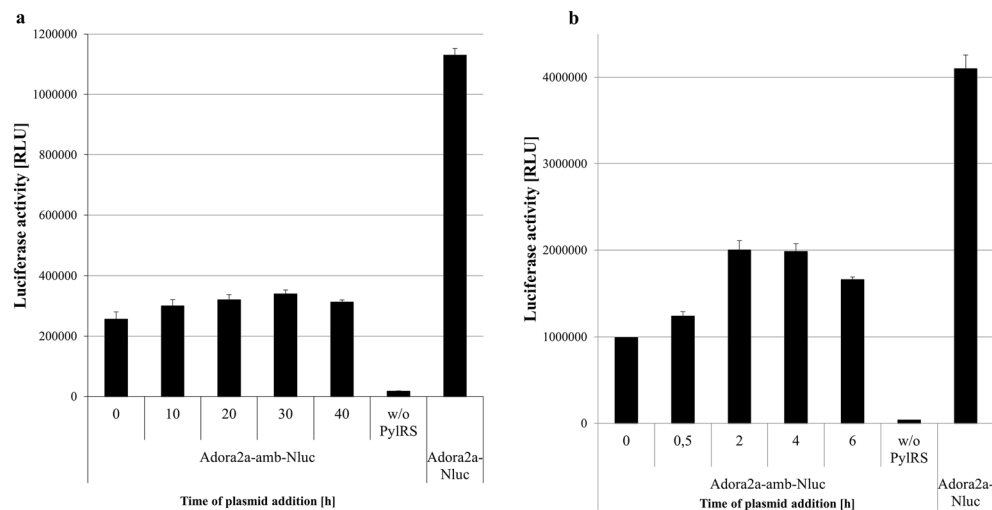 a
1200000
1000000
800000
600000
400000
200000
0
Luciferase activity [RLU]
0 10 20 30 40 w/o
PylRS
Adora2a-amb-Nluc
Adora2a-
Nluc
Time of plasmid addition [h]
b
4000000
3000000
2000000
1000000
0
Luciferase activity [RLU]
0 0,5 2 4 6 w/o
PylRS
Adora2a-amb-Nluc
Adora2a-
Nluc
Time of plasmid addition [h]